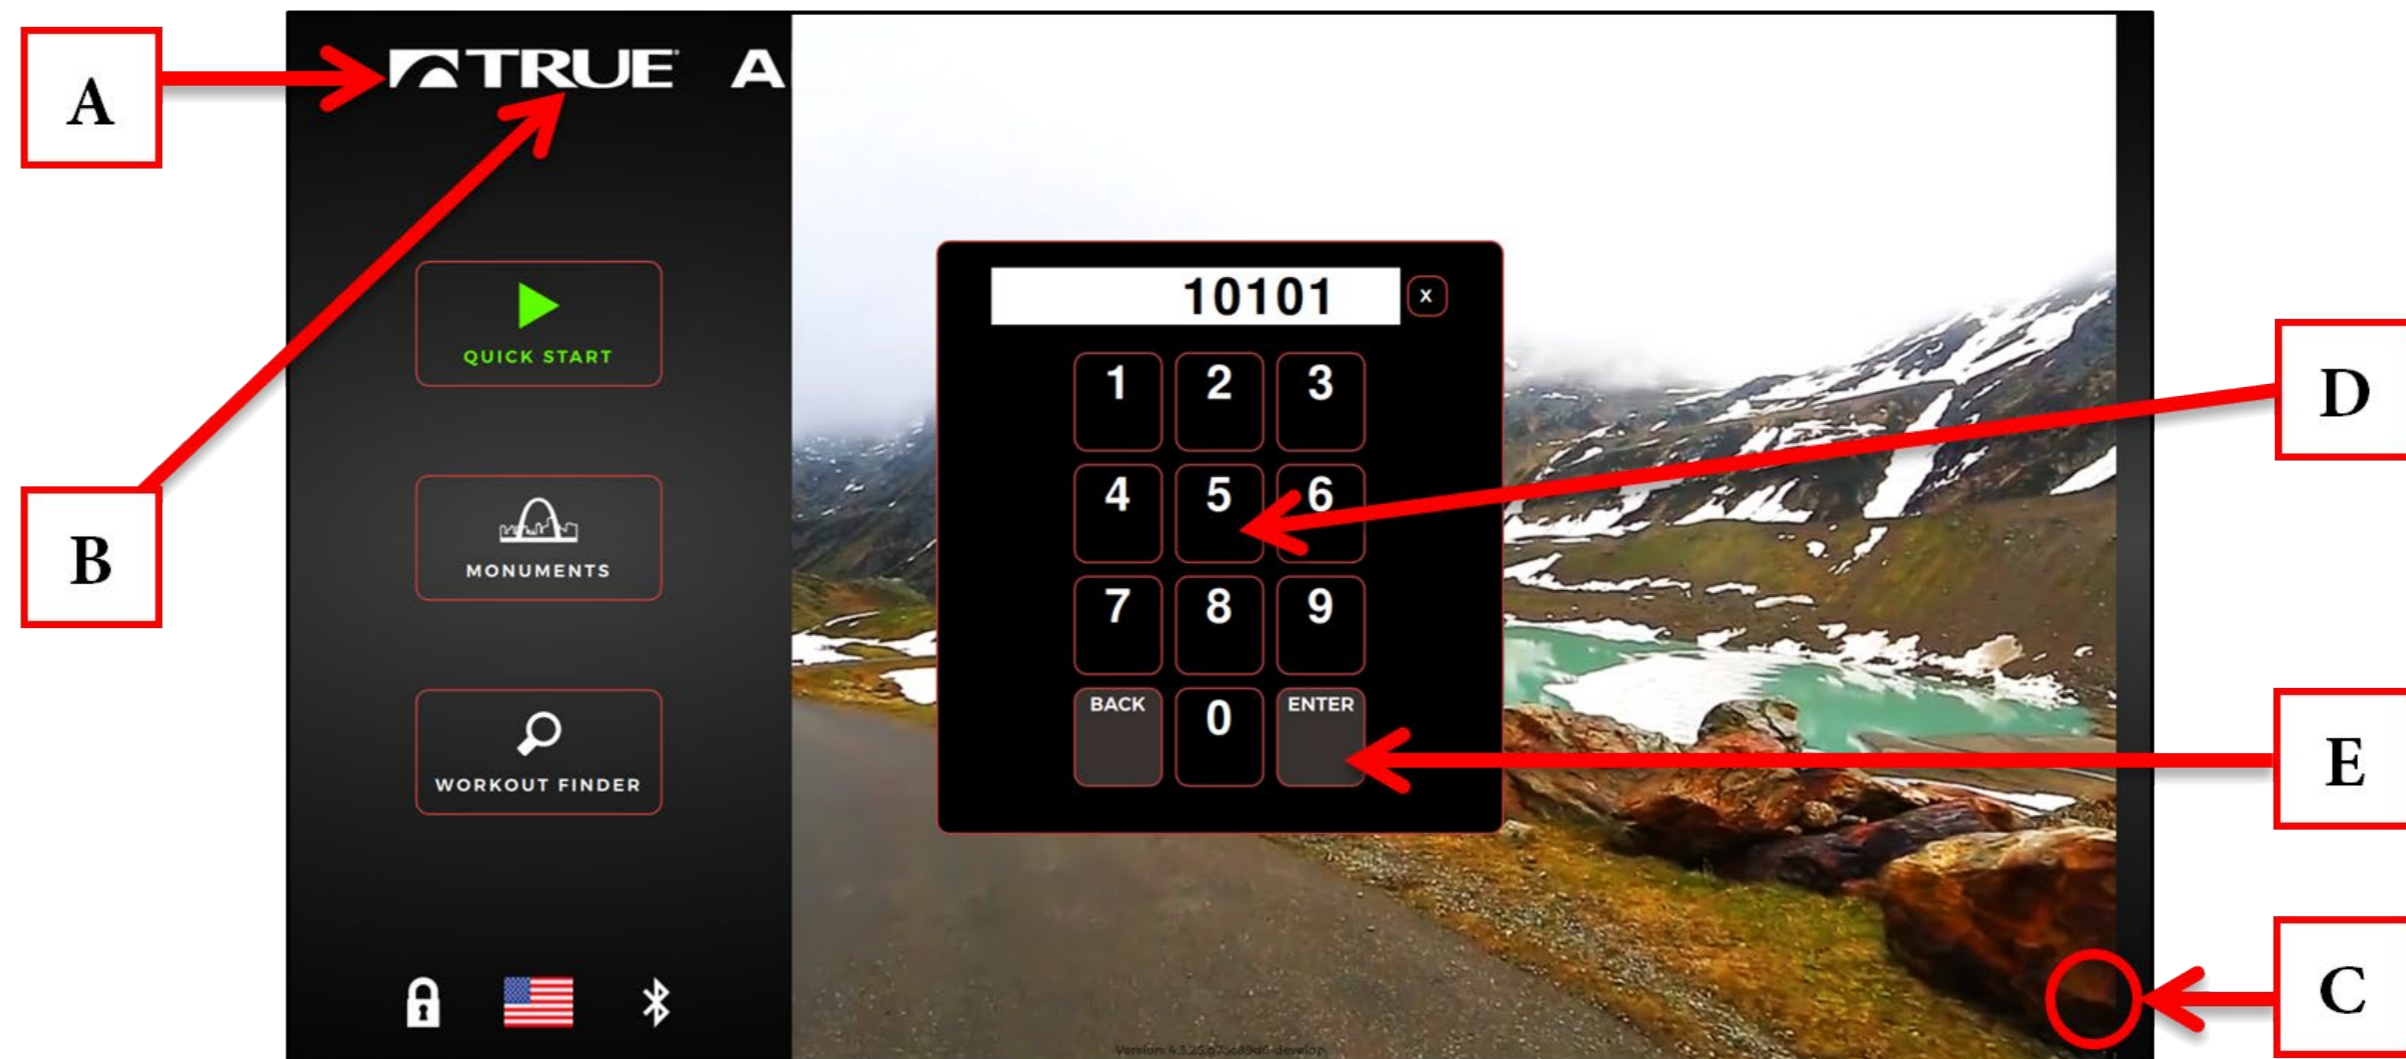 A
TRUE A
B
QUICK START
MONUMENTS
WORKOUT FINDER
10101
X
1 2 3
4 5 6
7 8 9
BACK 0 ENTER
D
E
C